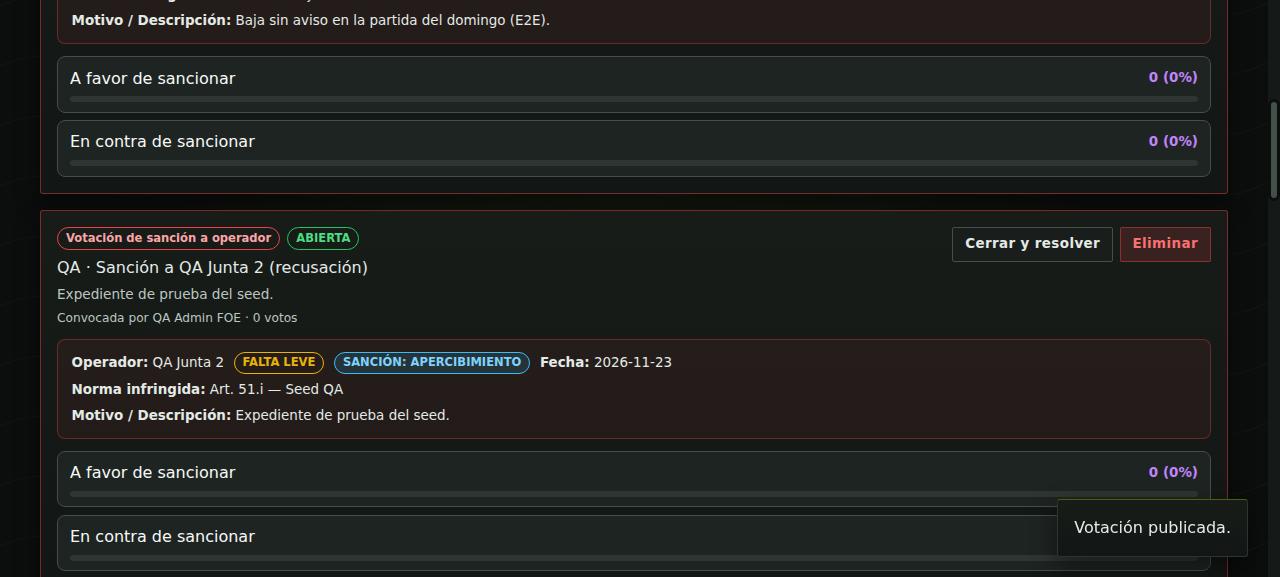 Motivo / Descripción: Baja sin aviso en la partida del domingo (E2E).
A favor de sancionar 0 (0%)
En contra de sancionar 0 (0%)
Votación de sanción a operador ABIERTA Cerrar y resolver Eliminar
QA · Sanción a QA Junta 2 (recusación)
Expediente de prueba del seed.
Convocada por QA Admin FOE · 0 votos
Operador: QA Junta 2 FALTA LEVE SANCIÓN: APERCIBIMIENTO Fecha: 2026-11-23
Norma infringida: Art. 51.i — Seed QA
Motivo / Descripción: Expediente de prueba del seed.
A favor de sancionar 0 (0%)
En contra de sancionar
Votación publicada.